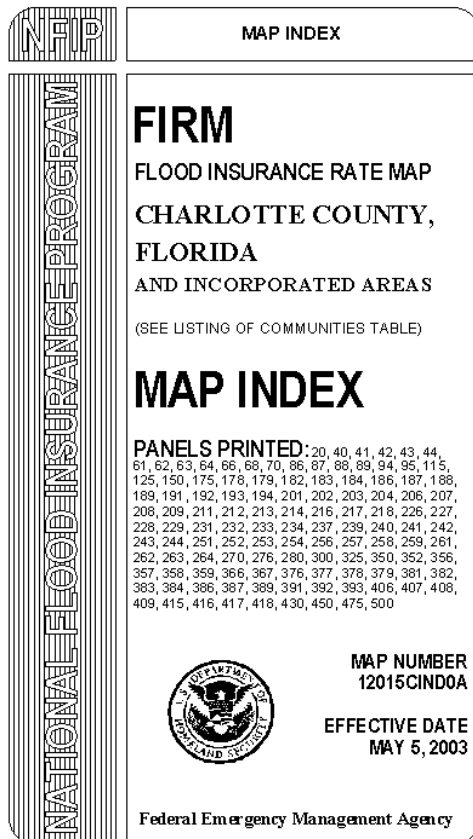 NFIP
MAP INDEX
NATIONAL FLOOD INSURANCE PROGRAM
FIRM
FLOOD INSURANCE RATE MAP
CHARLOTTE COUNTY,
FLORIDA
AND INCORPORATED AREAS
(SEE LISTING OF COMMUNITIES TABLE)
MAP INDEX
PANELS PRINTED: 20, 40, 41, 42, 43, 44,
61, 62, 63, 64, 66, 68, 70, 86, 87, 88, 89, 94, 95, 115,
125, 150, 175, 178, 179, 182, 183, 184, 186, 187, 188,
189, 191, 192, 193, 194, 201, 202, 203, 204, 206, 207,
208, 209, 211, 212, 213, 214, 216, 217, 218, 226, 227,
228, 229, 231, 232, 233, 234, 237, 239, 240, 241, 242,
243, 244, 251, 252, 253, 254, 256, 257, 258, 259, 261,
262, 263, 264, 270, 276, 280, 300, 325, 350, 352, 356,
357, 358, 359, 366, 367, 376, 377, 378, 379, 381, 382,
383, 384, 386, 387, 389, 391, 392, 393, 406, 407, 408,
409, 415, 416, 417, 418, 430, 450, 475, 500
U.S. DEPARTMENT OF
HOMELAND SECURITY
MAP NUMBER
12015CIND0A
EFFECTIVE DATE
MAY 5, 2003
Federal Emergency Management Agency